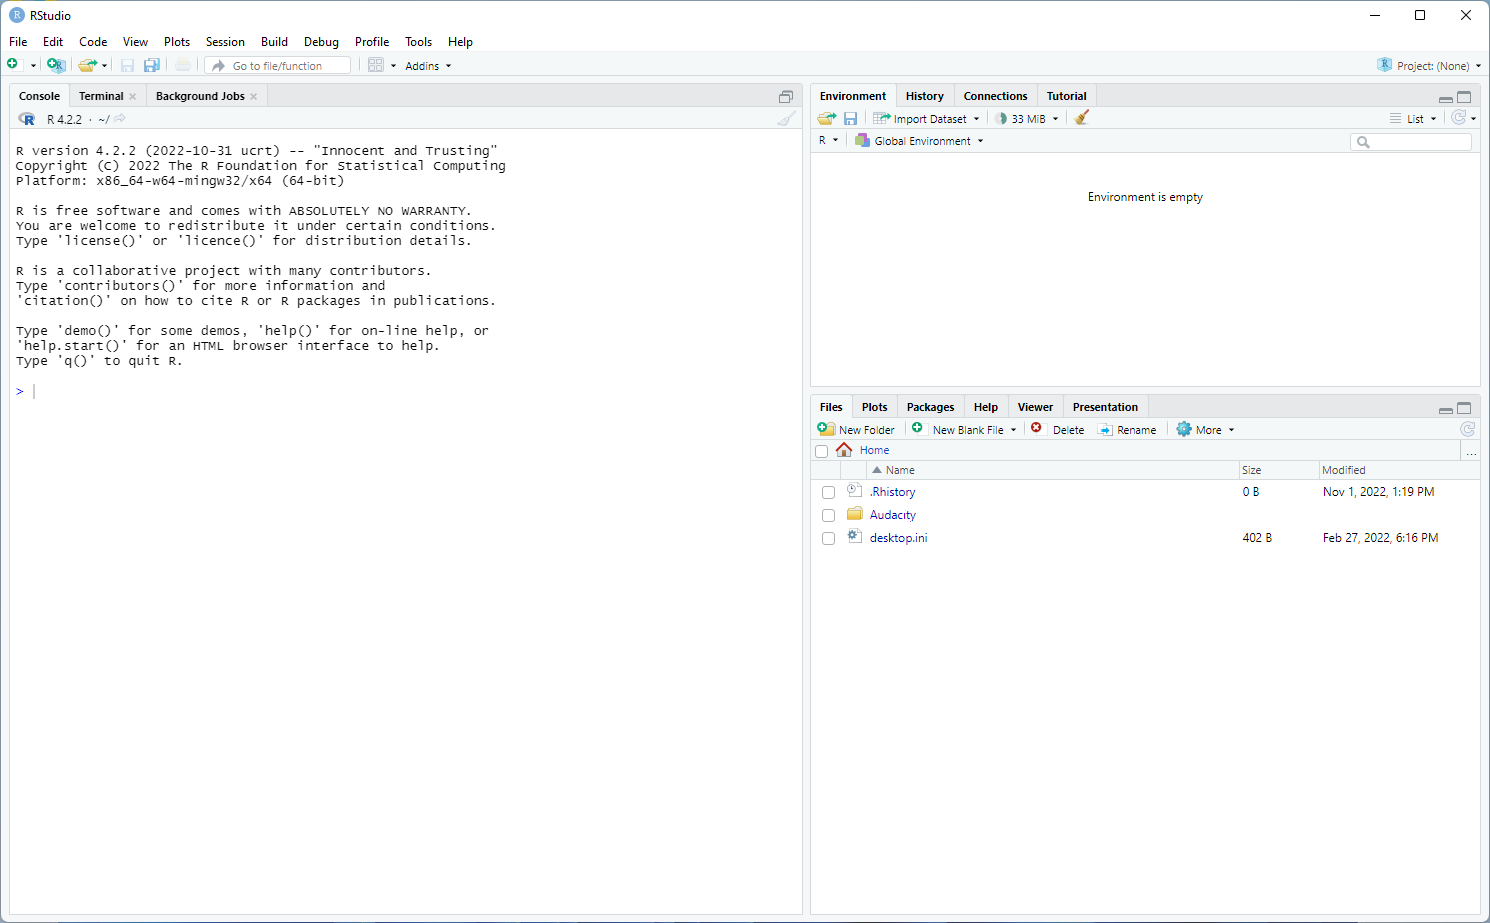 RStudio
File Edit Code View Plots Session Build Debug Profile Tools Help
Go to file/function Addins Project: (None)
Console Terminal Background Jobs
R 4.2.2 · ~/
R version 4.2.2 (2022-10-31 ucrt) -- "Innocent and Trusting"
Copyright (C) 2022 The R Foundation for Statistical Computing
Platform: x86_64-w64-mingw32/x64 (64-bit)
R is free software and comes with ABSOLUTELY NO WARRANTY.
You are welcome to redistribute it under certain conditions.
Type 'license()' or 'licence()' for distribution details.
R is a collaborative project with many contributors.
Type 'contributors()' for more information and
'citation()' on how to cite R or R packages in publications.
Type 'demo()' for some demos, 'help()' for on-line help, or
'help.start()' for an HTML browser interface to help.
Type 'q()' to quit R.
>
Environment History Connections Tutorial
Import Dataset 33 MiB List
R Global Environment
Environment is empty
Files Plots Packages Help Viewer Presentation
New Folder New Blank File Delete Rename More
Home ...
Name Size Modified
.Rhistory 0 B Nov 1, 2022, 1:19 PM
Audacity
desktop.ini 402 B Feb 27, 2022, 6:16 PM